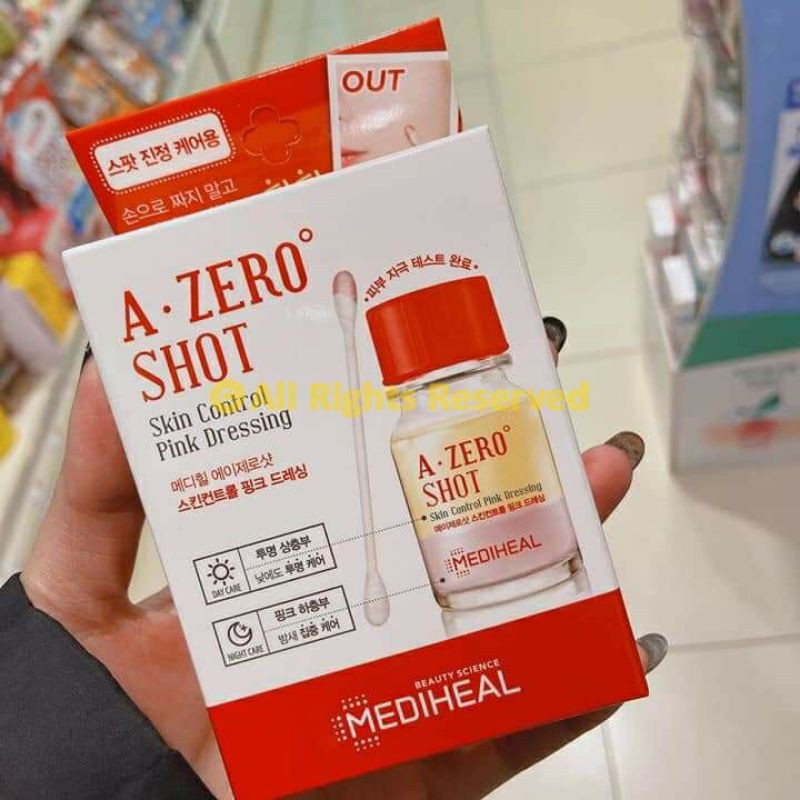 OUT
스팟 진정 케어용
손으로 짜지 말고
A·ZERO°
SHOT
Skin Control
Pink Dressing
메디힐 에이제로샷
스킨컨트롤 핑크 드레싱
DAY CARE
투명 상층부
낮에도 투명 케어
NIGHT CARE
핑크 하층부
밤새 집중 케어
•피부 자극 테스트 완료•
A·ZERO°
SHOT
Skin Control Pink Dressing
메디힐 에이제로샷 스킨컨트롤 핑크 드레싱
MEDIHEAL
BEAUTY SCIENCE
MEDIHEAL
© All Rights Reserved